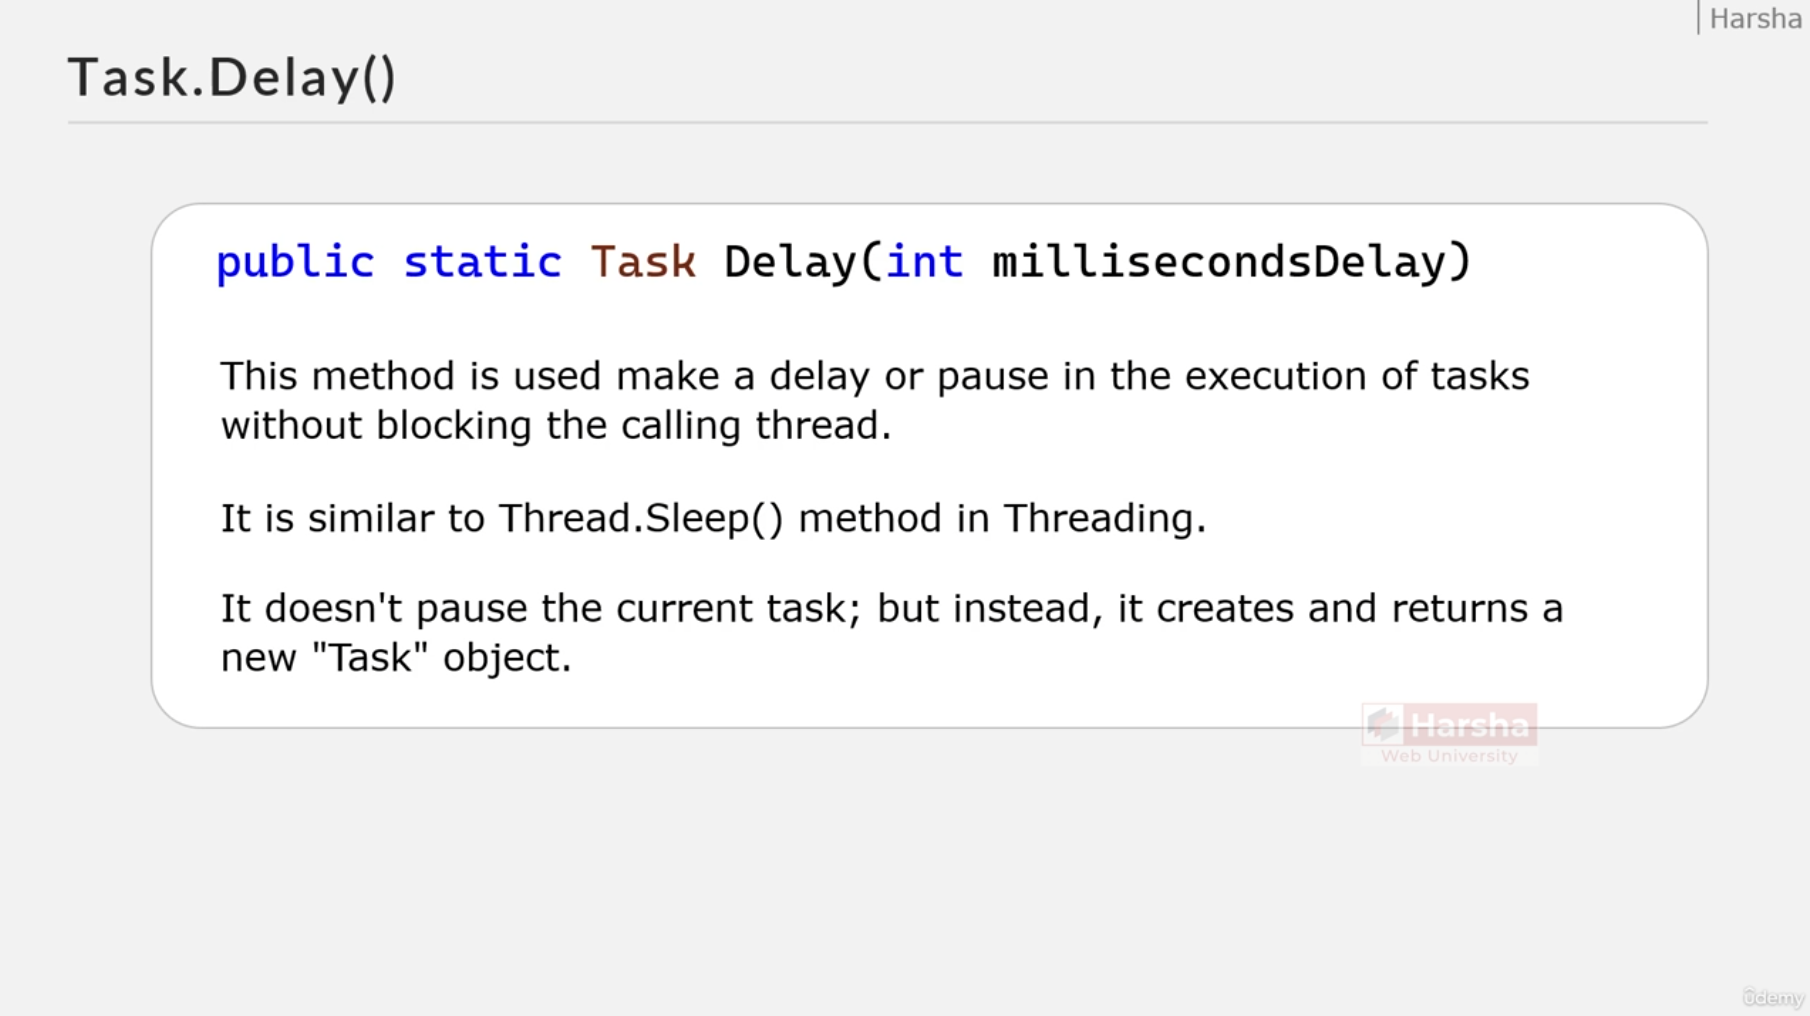 Harsha
Task.Delay()
public static Task Delay(int millisecondsDelay)
This method is used make a delay or pause in the execution of tasks
without blocking the calling thread.
It is similar to Thread.Sleep() method in Threading.
It doesn't pause the current task; but instead, it creates and returns a
new "Task" object.
Harsha
Web University
ûdemy